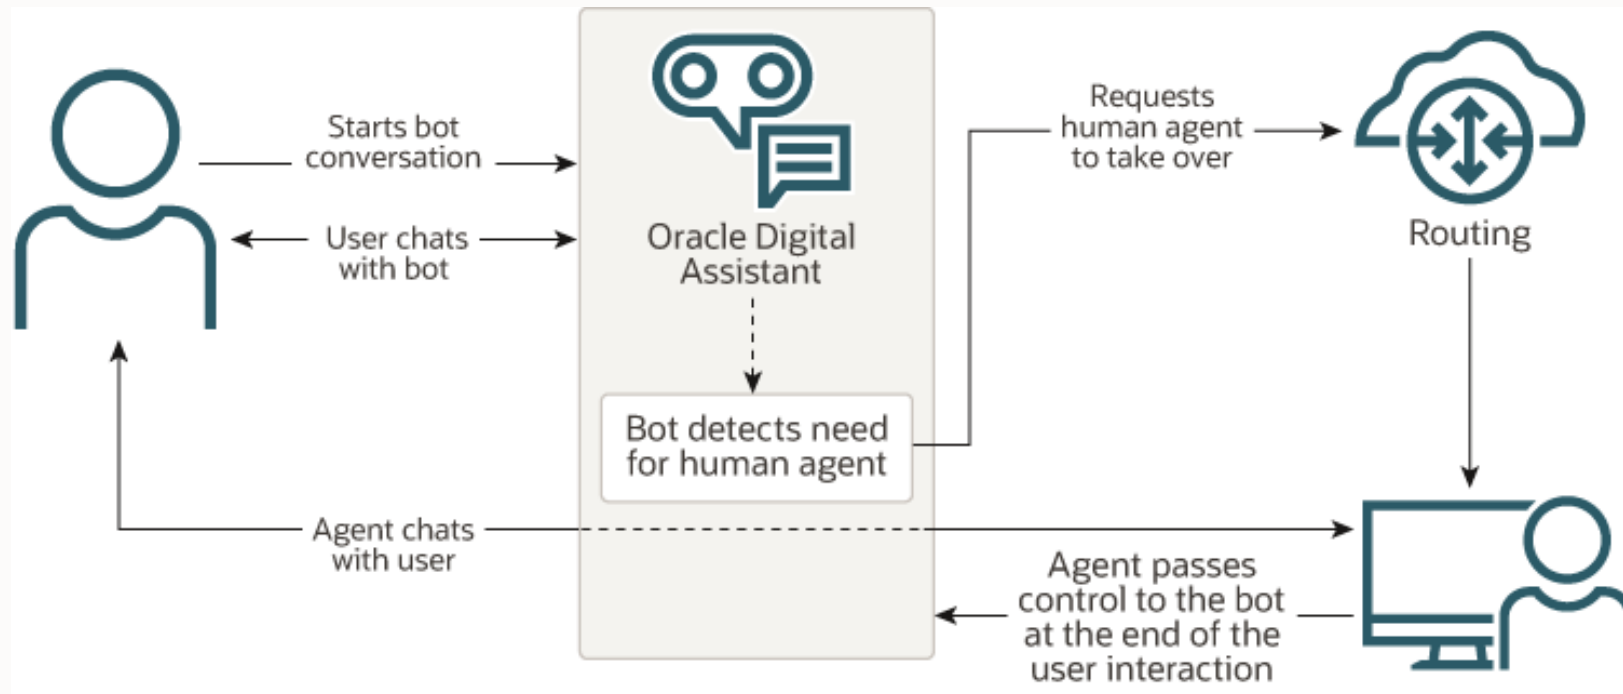 Starts bot
conversation
User chats
with bot
Oracle Digital
Assistant
Bot detects need
for human agent
Requests
human agent
to take over
Routing
Agent chats
with user
Agent passes
control to the bot
at the end of the
user interaction